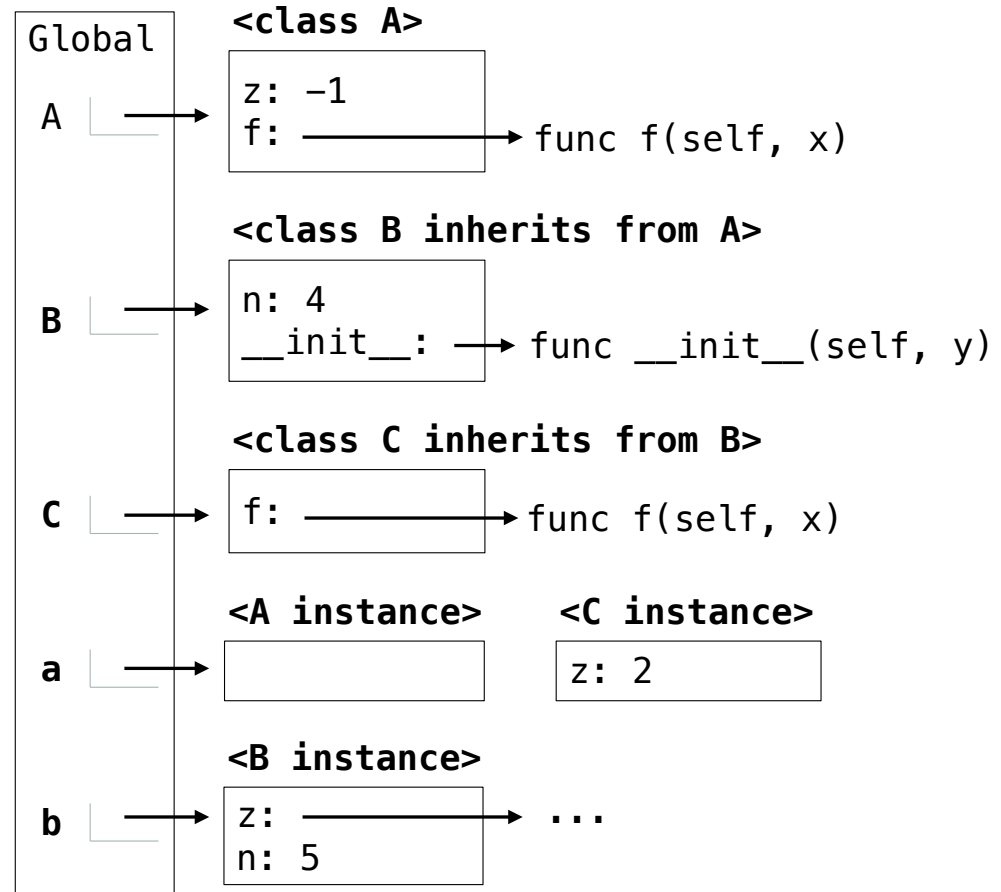 Global
<class A>
A
z: −1
f:
func f(self, x)
<class B inherits from A>
B
n: 4
__init__:
func __init__(self, y)
<class C inherits from B>
C
f:
func f(self, x)
<A instance>
<C instance>
a
z: 2
<B instance>
b
z:
...
n: 5